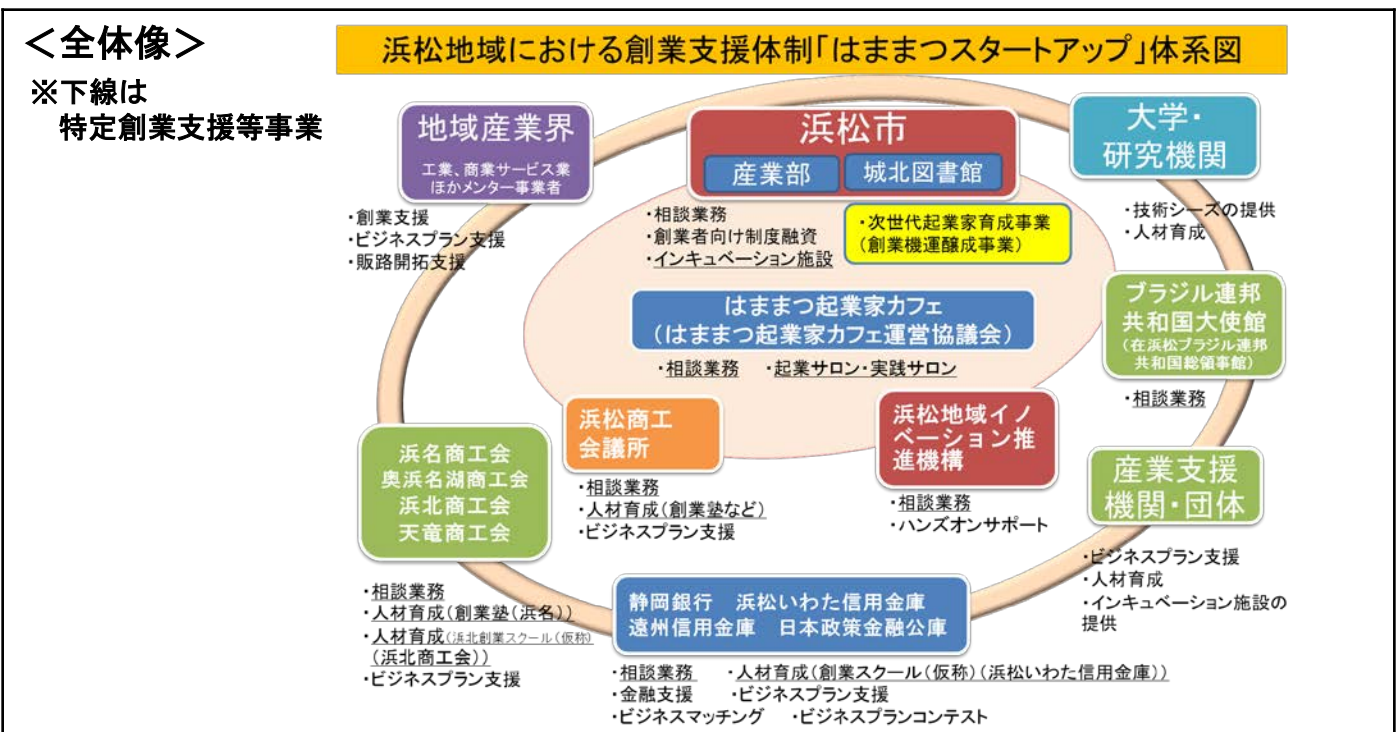 <全体像>
※下線は
特定創業支援等事業
浜松地域における創業支援体制「はままつスタートアップ」体系図
地域産業界
工業、商業サービス業
ほかメンター事業者
・創業支援
・ビジネスプラン支援
・販路開拓支援
浜松市
産業部
城北図書館
・相談業務
・創業者向け制度融資
・インキュベーション施設
・次世代起業家育成事業
(創業機運醸成事業)
大学・
研究機関
・技術シーズの提供
・人材育成
はままつ起業家カフェ
(はままつ起業家カフェ運営協議会)
・相談業務 ・起業サロン・実践サロン
ブラジル連邦
共和国大使館
(在浜松ブラジル連邦
共和国総領事館)
・相談業務
浜松商工
会議所
・相談業務
・人材育成(創業塾など)
・ビジネスプラン支援
浜松地域イノ
ベーション推
進機構
・相談業務
・ハンズオンサポート
浜名商工会
奥浜名湖商工会
浜北商工会
天竜商工会
・相談業務
・人材育成(創業塾(浜名))
・人材育成(浜北創業スクール(仮称)
(浜北商工会))
・ビジネスプラン支援
産業支援
機関・団体
・ビジネスプラン支援
・人材育成
・インキュベーション施設の
提供
静岡銀行 浜松いわた信用金庫
遠州信用金庫 日本政策金融公庫
・相談業務 ・人材育成(創業スクール(仮称)(浜松いわた信用金庫))
・金融支援 ・ビジネスプラン支援
・ビジネスマッチング ・ビジネスプランコンテスト